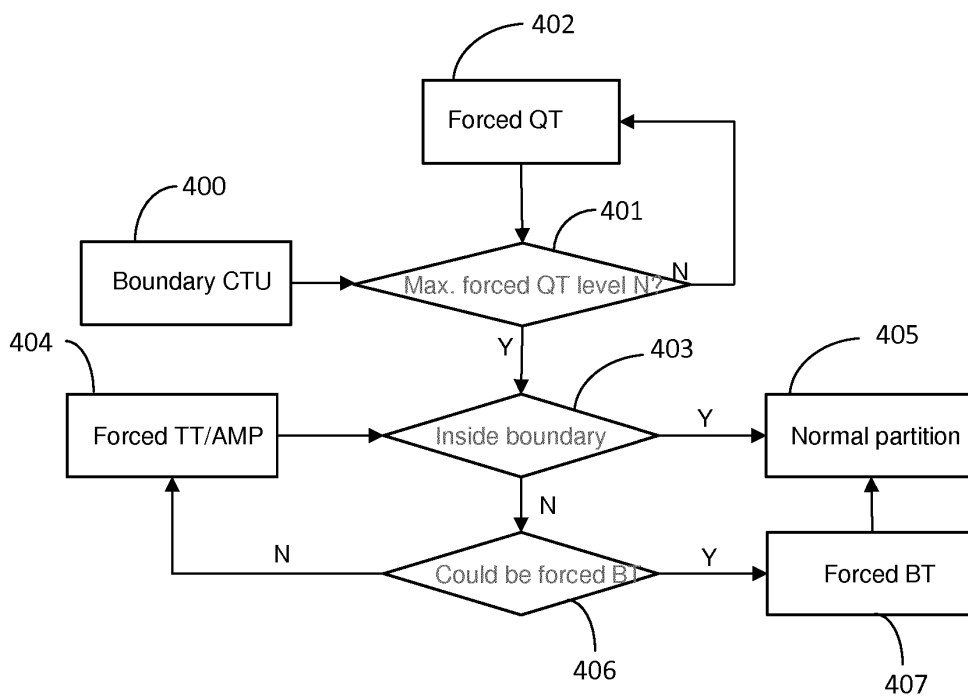 402
Forced QT
400
401
Boundary CTU
Max. forced QT level N?
N
404
Y
403
405
Forced TT/AMP
Inside boundary
Y
Normal partition
N
N
Could be forced BT
Y
Forced BT
406
407